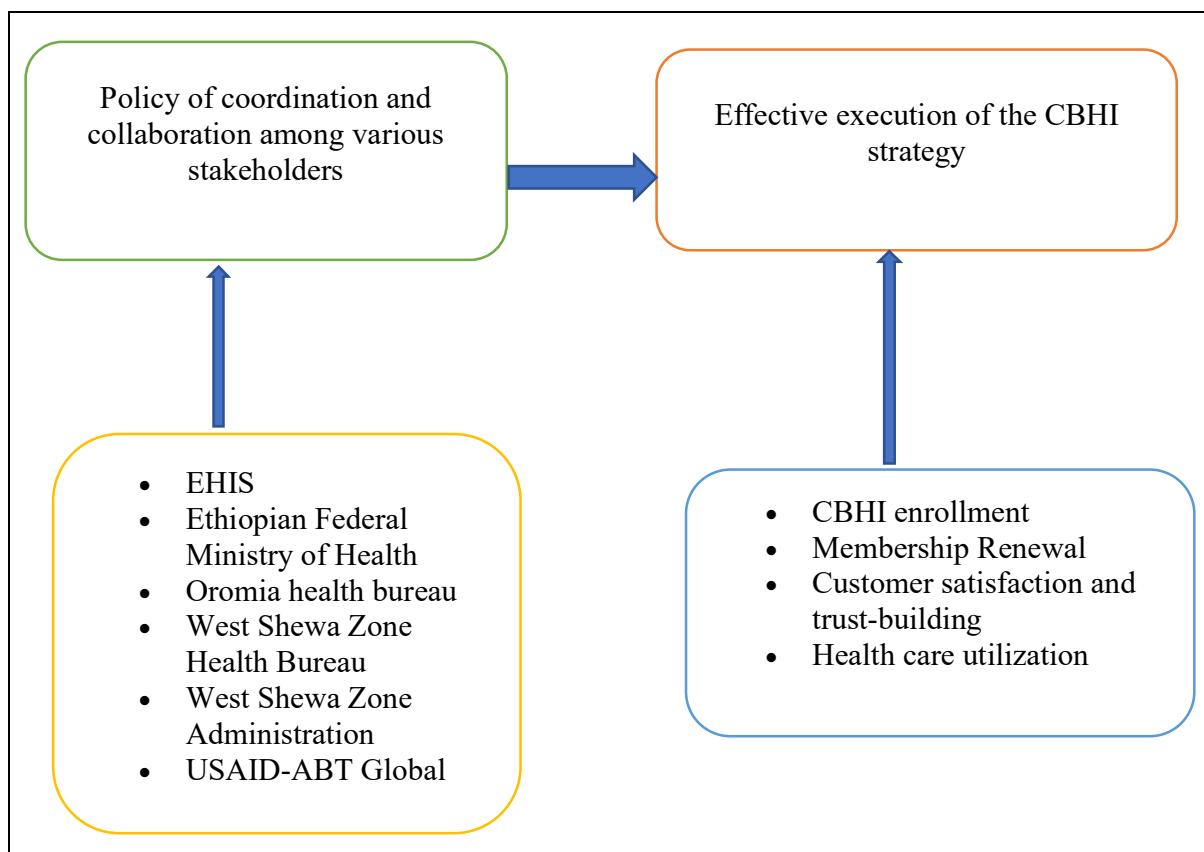 Policy of coordination and
collaboration among various
stakeholders
Effective execution of the CBHI
strategy
• EHIS
• Ethiopian Federal
Ministry of Health
• Oromia health bureau
• West Shewa Zone
Health Bureau
• West Shewa Zone
Administration
• USAID-ABT Global
• CBHI enrollment
• Membership Renewal
• Customer satisfaction and
trust-building
• Health care utilization